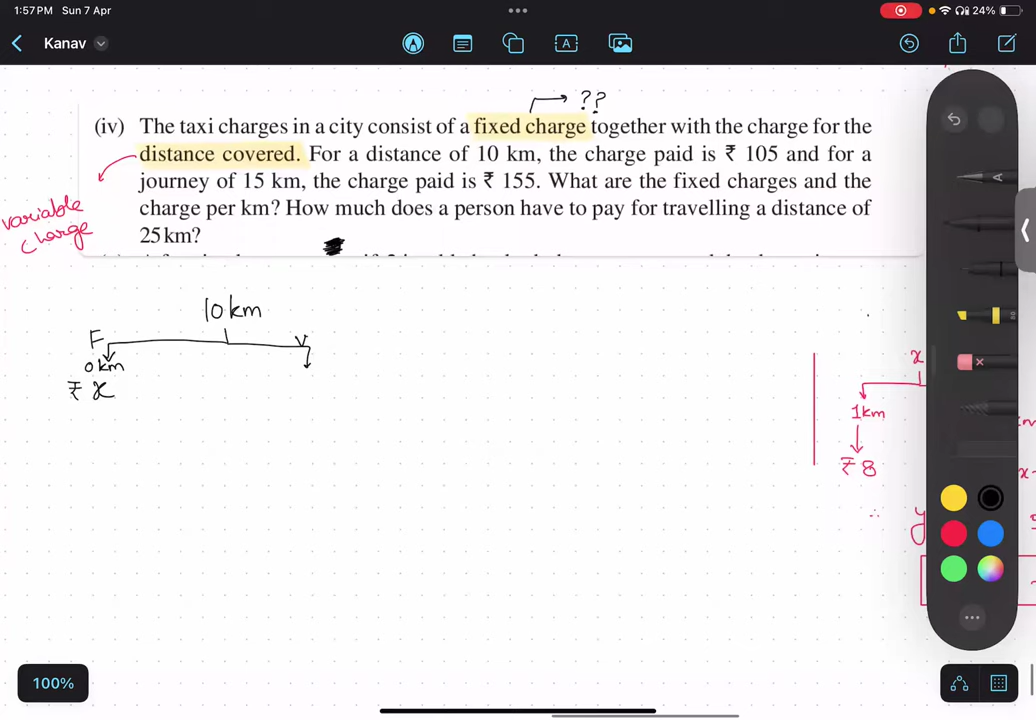 1:57PM Sun 7 Apr
24%
Kanav
A
??
(iv) The taxi charges in a city consist of a fixed charge together with the charge for the
distance covered. For a distance of 10 km, the charge paid is ₹ 105 and for a
journey of 15 km, the charge paid is ₹ 155. What are the fixed charges and the
charge per km? How much does a person have to pay for travelling a distance of
25 km?
variable
charge
10 km
F
V
0 km
₹ x
x
1km
₹ 8
∴ y
100%